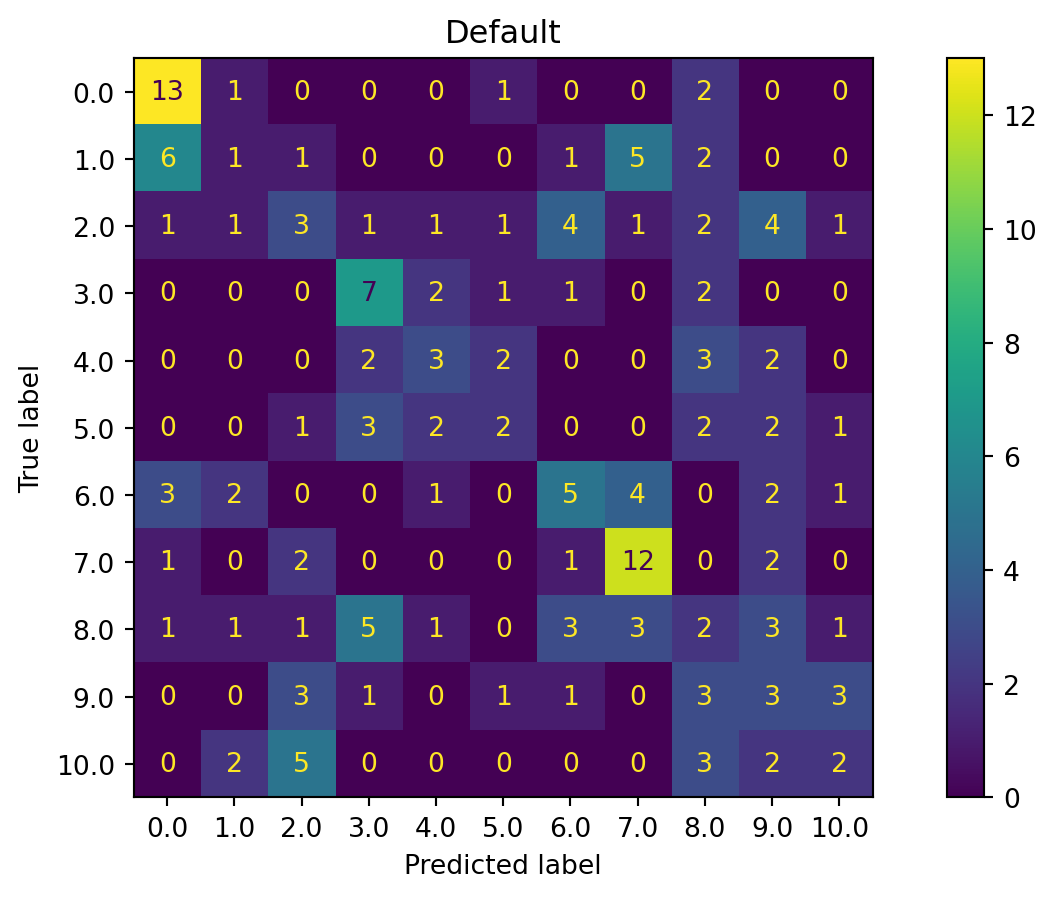 Default
0.0 13 1 0 0 0 1 0 0 2 0 0
1.0 6 1 1 0 0 0 1 5 2 0 0
2.0 1 1 3 1 1 1 4 1 2 4 1
3.0 0 0 0 7 2 1 1 0 2 0 0
4.0 0 0 0 2 3 2 0 0 3 2 0
5.0 0 0 1 3 2 2 0 0 2 2 1
6.0 3 2 0 0 1 0 5 4 0 2 1
7.0 1 0 2 0 0 0 1 12 0 2 0
8.0 1 1 1 5 1 0 3 3 2 3 1
9.0 0 0 3 1 0 1 1 0 3 3 3
10.0 0 2 5 0 0 0 0 0 3 2 2
0.0 1.0 2.0 3.0 4.0 5.0 6.0 7.0 8.0 9.0 10.0
Predicted label
True label
12
10
8
6
4
2
0